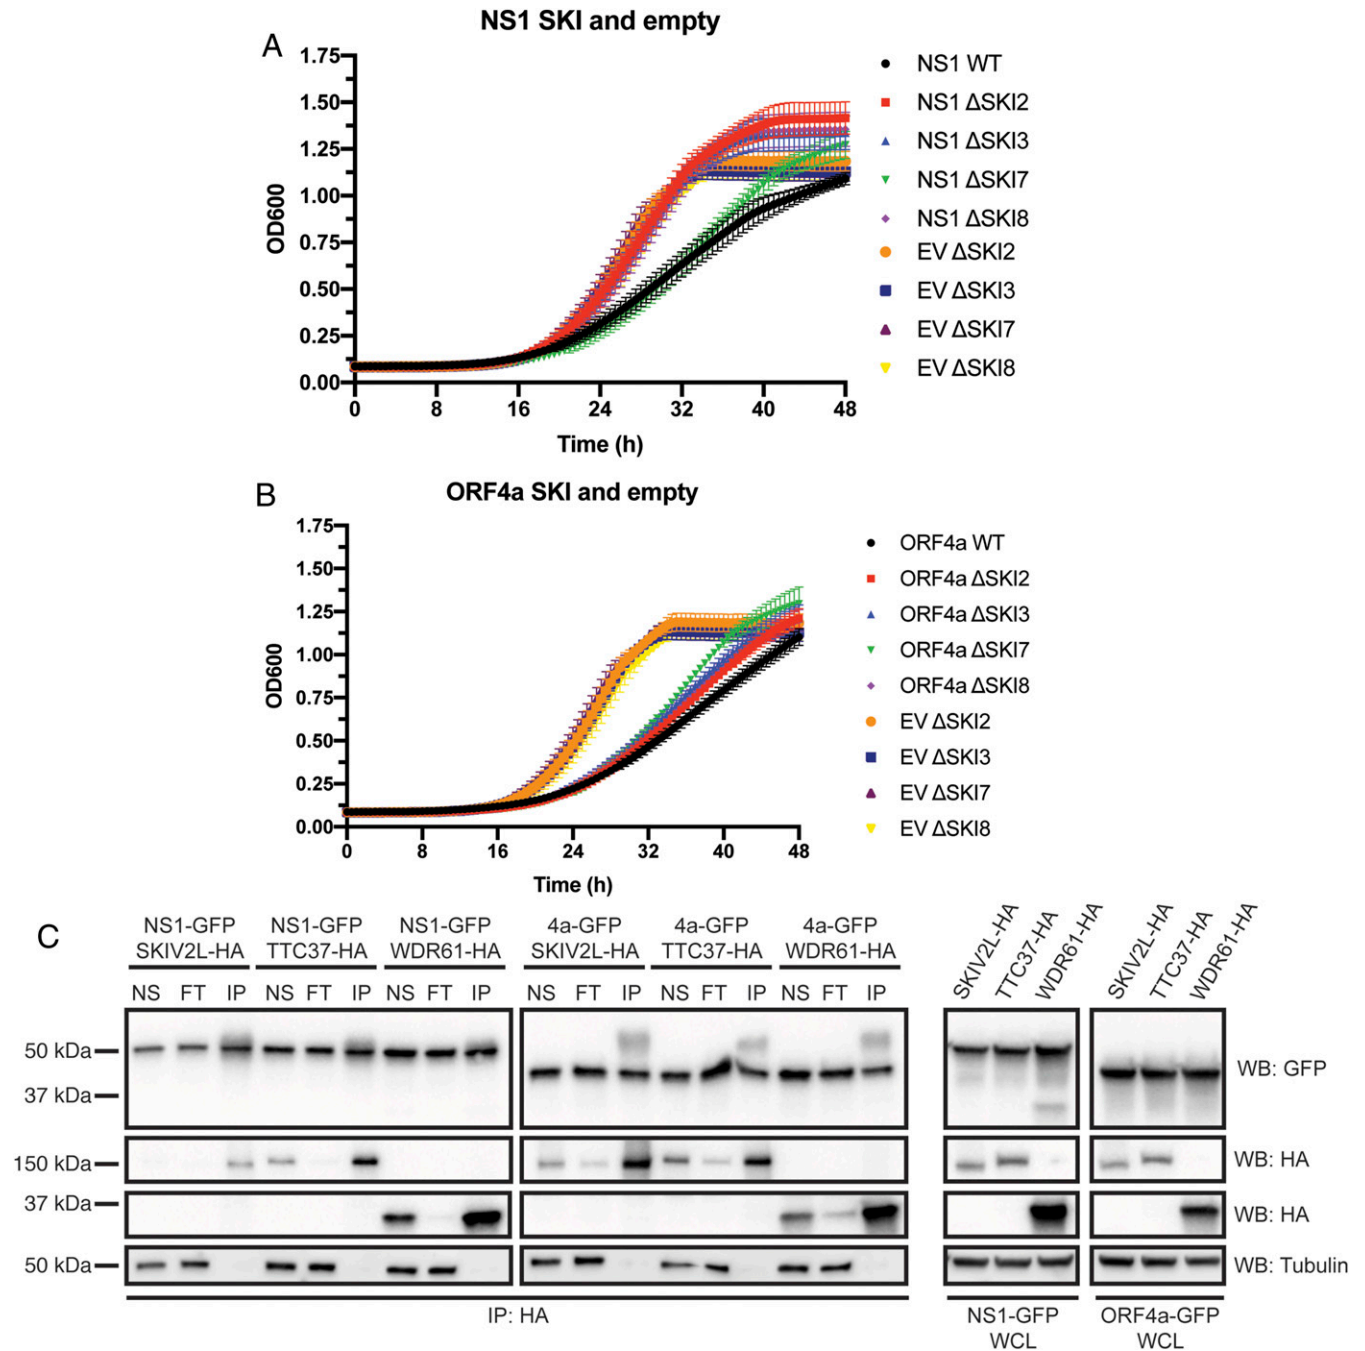 A
NS1 SKI and empty
1.75
1.50
1.25
1.00
0.75
0.50
0.25
0.00
OD600
0 8 16 24 32 40 48
Time (h)
NS1 WT
NS1 ΔSKI2
NS1 ΔSKI3
NS1 ΔSKI7
NS1 ΔSKI8
EV ΔSKI2
EV ΔSKI3
EV ΔSKI7
EV ΔSKI8
B
ORF4a SKI and empty
1.75
1.50
1.25
1.00
0.75
0.50
0.25
0.00
OD600
0 8 16 24 32 40 48
Time (h)
ORF4a WT
ORF4a ΔSKI2
ORF4a ΔSKI3
ORF4a ΔSKI7
ORF4a ΔSKI8
EV ΔSKI2
EV ΔSKI3
EV ΔSKI7
EV ΔSKI8
C
NS1-GFP NS1-GFP NS1-GFP 4a-GFP 4a-GFP 4a-GFP
SKIV2L-HA TTC37-HA WDR61-HA SKIV2L-HA TTC37-HA WDR61-HA
NS FT IP NS FT IP NS FT IP NS FT IP NS FT IP NS FT IP
SKIV2L-HA
TTC37-HA
WDR61-HA
SKIV2L-HA
TTC37-HA
WDR61-HA
50 kDa
37 kDa
WB: GFP
150 kDa
WB: HA
37 kDa
WB: HA
50 kDa
WB: Tubulin
IP: HA
NS1-GFP
WCL
ORF4a-GFP
WCL